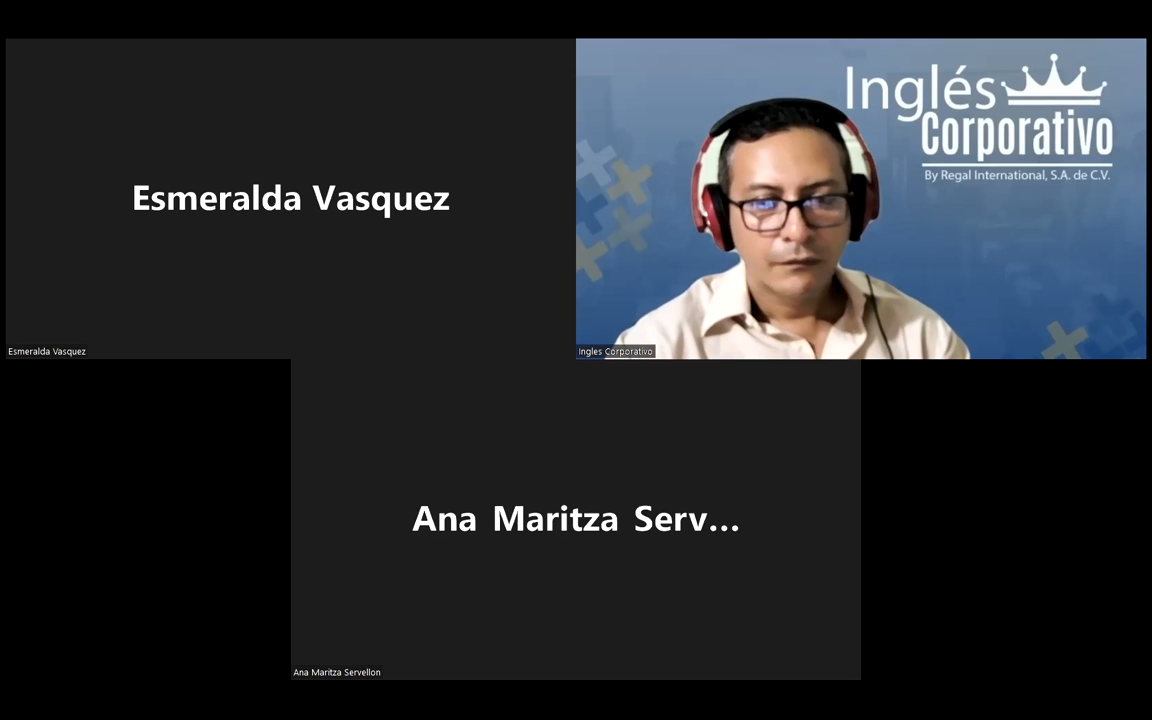 Esmeralda Vasquez
Esmeralda Vasquez
Inglés
Corporativo
By Regal International, S.A. de C.V.
Ingles Corporativo
Ana Maritza Serv...
Ana Maritza Servellon